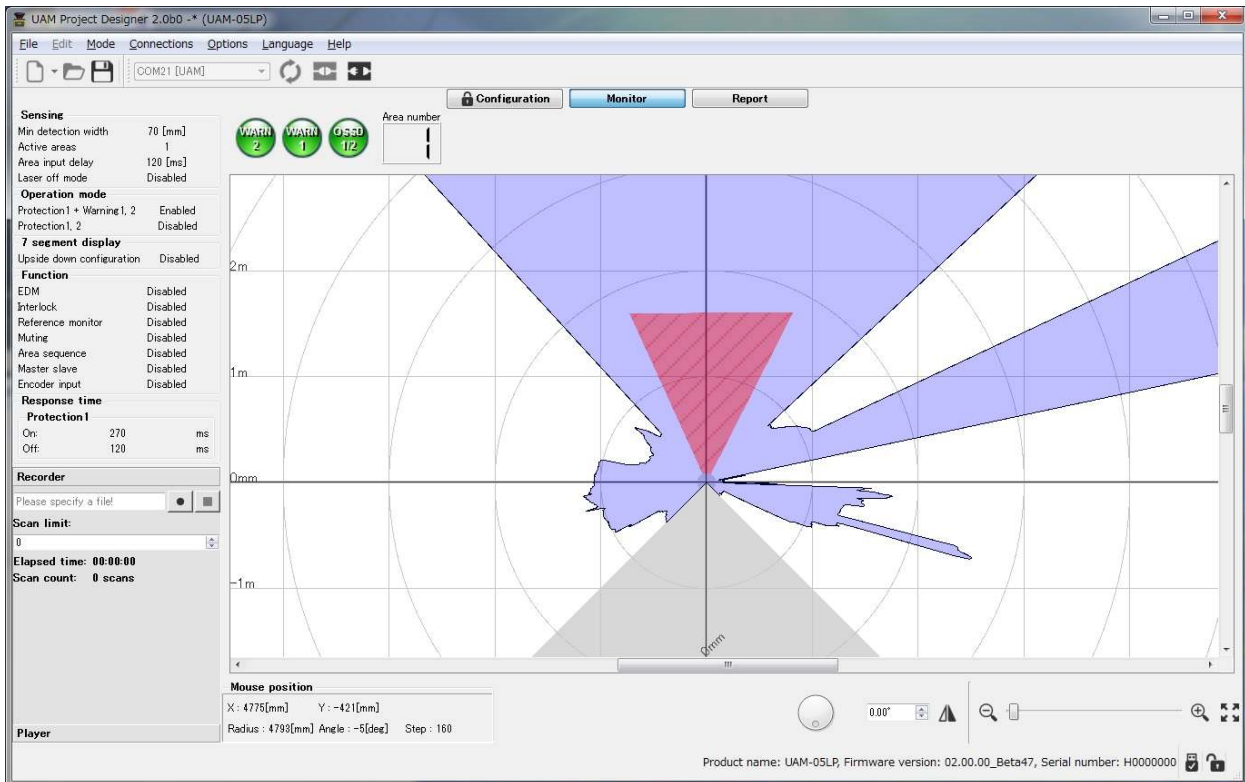 UAM Project Designer 2.0b0 -* (UAM-05LP)
File Edit Mode Connections Options Language Help
COM21 [UAM]
Configuration Monitor Report
Sensing
Min detection width 70 [mm]
Active areas 1
Area input delay 120 [ms]
Laser off mode Disabled
Operation mode
Protection1 + Warning1, 2 Enabled
Protection1, 2 Disabled
7 segment display
Upside down configuration Disabled
Function
EDM Disabled
Interlock Disabled
Reference monitor Disabled
Muting Disabled
Area sequence Disabled
Master slave Disabled
Encoder input Disabled
Response time
Protection1
On: 270 ms
Off: 120 ms
Recorder
Please specify a file!
Scan limit:
0
Elapsed time: 00:00:00
Scan count: 0 scans
Player
WARN 2
WARN 1
OSSD 1/2
Area number
1
2m
1m
0mm
-1m
0mm
Mouse position
X : 4775[mm] Y : -421[mm]
Radius : 4793[mm] Angle : -5[deg] Step : 160
0.00°
Product name: UAM-05LP, Firmware version: 02.00.00_Beta47, Serial number: H0000000